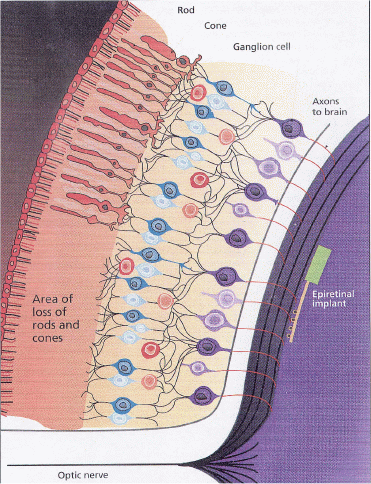 Rod
Cone
Ganglion cell
Axons
to brain
Epiretinal
implant
Area of
loss of
rods and
cones
Optic nerve